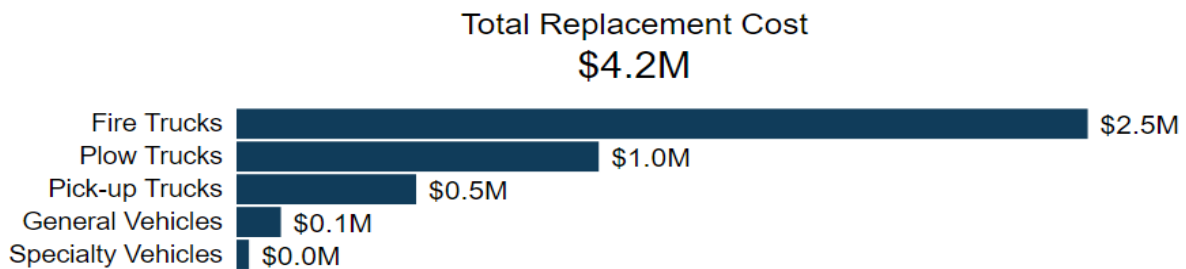 Total Replacement Cost
$4.2M
Fire Trucks $2.5M
Plow Trucks $1.0M
Pick-up Trucks $0.5M
General Vehicles $0.1M
Specialty Vehicles $0.0M